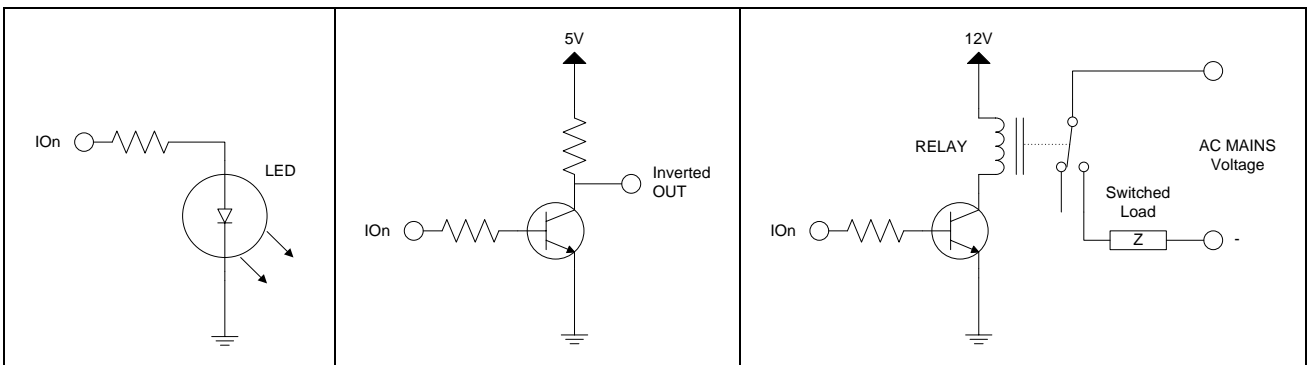 IOn
LED
5V
Inverted
OUT
IOn
12V
RELAY
AC MAINS
Voltage
Switched
Load
IOn
Z
-